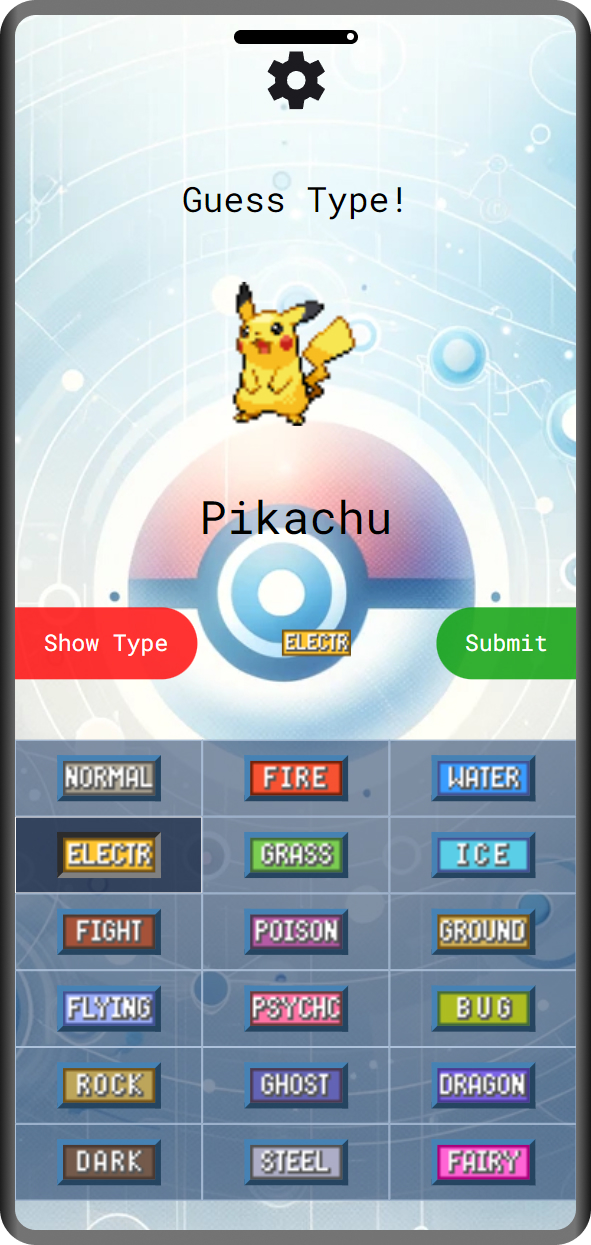 Guess Type!
Pikachu
Show Type ELECTR Submit
NORMAL FIRE WATER
ELECTR GRASS ICE
FIGHT POISON GROUND
FLYING PSYCHC BUG
ROCK GHOST DRAGON
DARK STEEL FAIRY